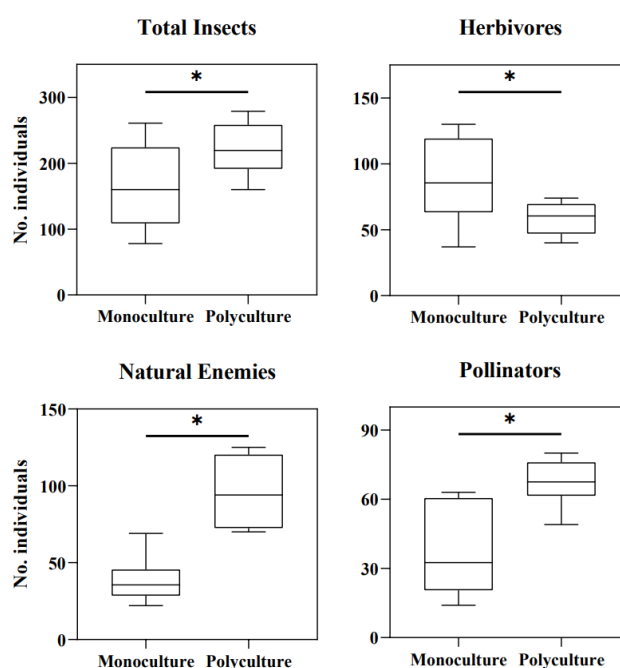 Total Insects
No. individuals
300
200
100
0
*
Monoculture Polyculture
Herbivores
150
100
50
0
*
Monoculture Polyculture
Natural Enemies
No. individuals
150
100
50
0
*
Monoculture Polyculture
Pollinators
90
60
30
0
*
Monoculture Polyculture